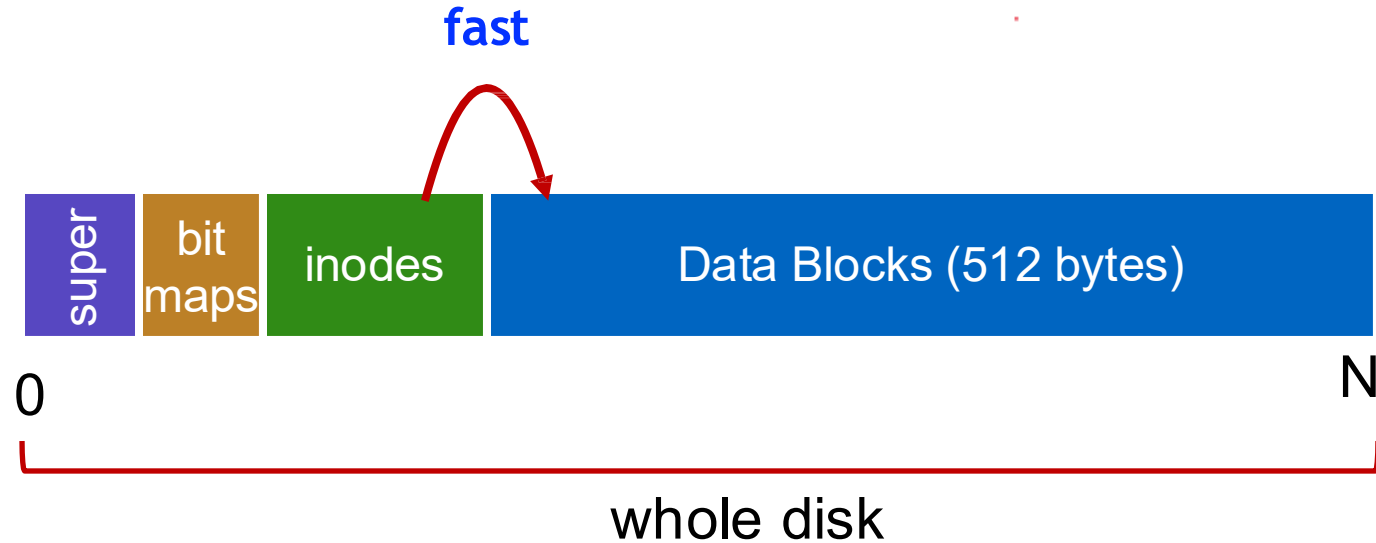 fast
super
bit
maps
inodes
Data Blocks (512 bytes)
0
N
whole disk